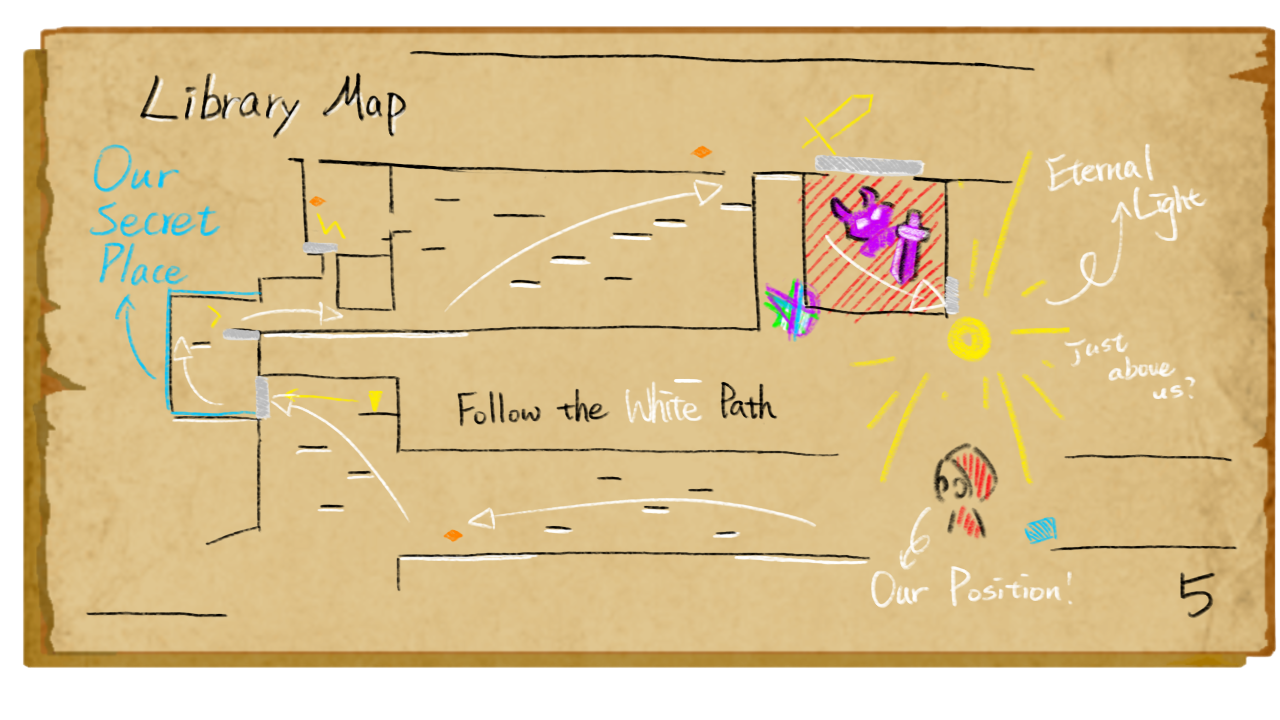 Library Map
Our
Secret
Place
Eternal
Light
Just
above
us?
Follow the White Path
Our Position!
5